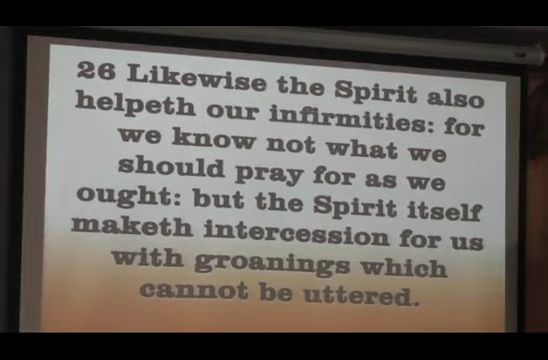 26 Likewise the Spirit also
helpeth our infirmities: for
we know not what we
should pray for as we
ought: but the Spirit itself
maketh intercession for us
with groanings which
cannot be uttered.